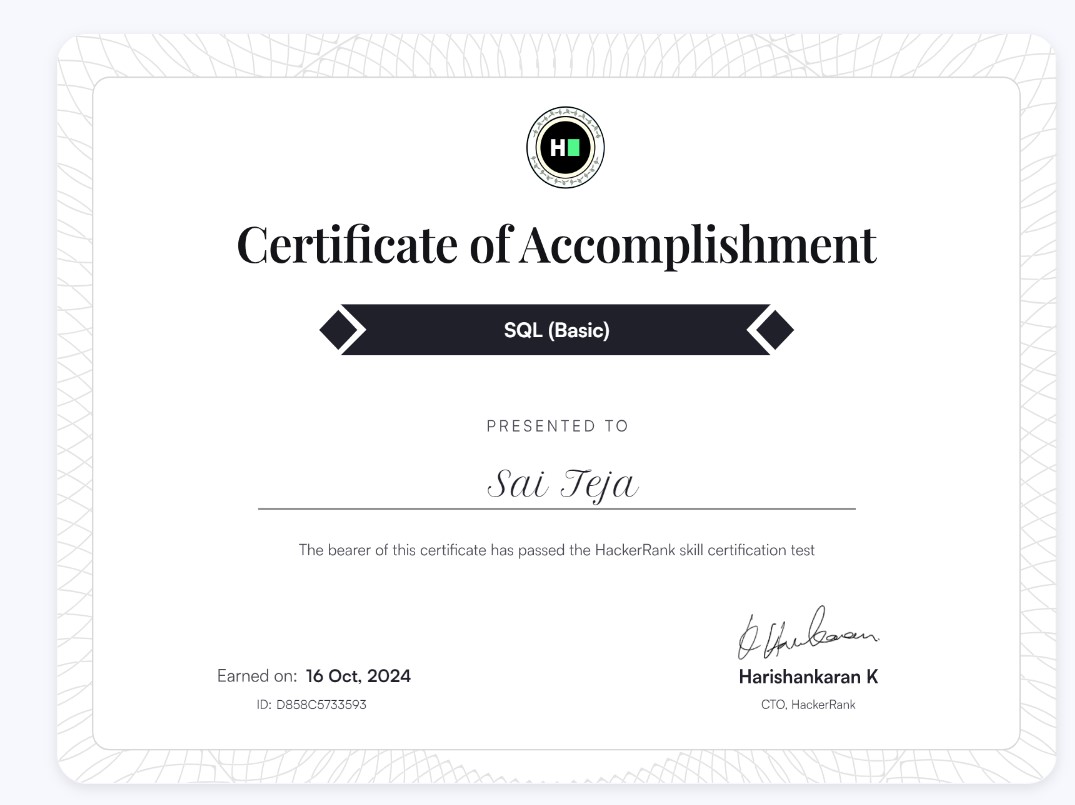 H
Certificate of Accomplishment
SQL (Basic)
PRESENTED TO
Sai Teja
The bearer of this certificate has passed the HackerRank skill certification test
Earned on: 16 Oct, 2024
ID: D858C5733593
Harishankaran K
CTO, HackerRank